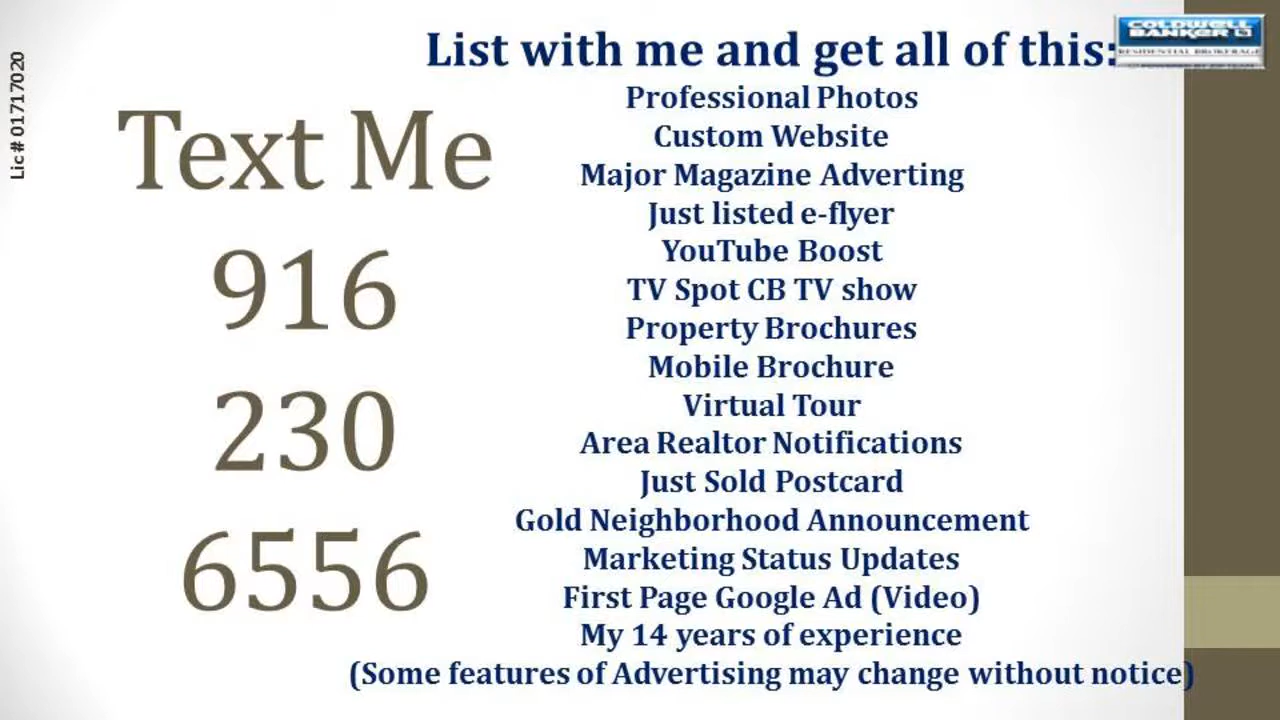 Lic# 01717020
Text Me
916
230
6556
List with me and get all of this:
Professional Photos
Custom Website
Major Magazine Adverting
Just listed e-flyer
YouTube Boost
TV Spot CB TV show
Property Brochures
Mobile Brochure
Virtual Tour
Area Realtor Notifications
Just Sold Postcard
Gold Neighborhood Announcement
Marketing Status Updates
First Page Google Ad (Video)
My 14 years of experience
(Some features of Advertising may change without notice)
COLDWELL
BANKER
RESIDENTIAL BROKERAGE